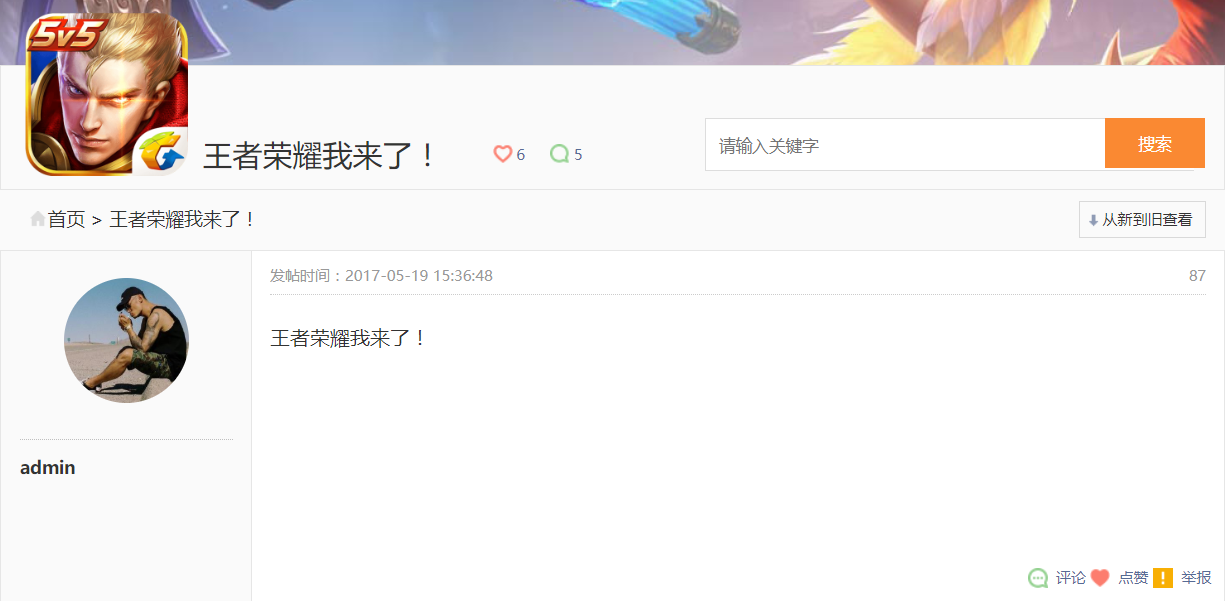 5v5
王者荣耀我来了！
6
5
请输入关键字
搜索
首页 > 王者荣耀我来了！
从新到旧查看
发帖时间：2017-05-19 15:36:48
87
王者荣耀我来了！
admin
评论 点赞 举报